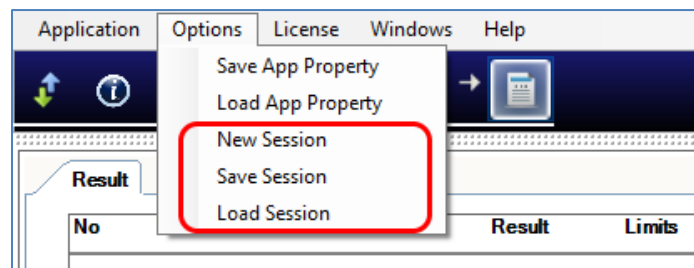 Application Options License Windows Help
Save App Property
Load App Property
New Session
Save Session
Load Session
Result
No Result Limits